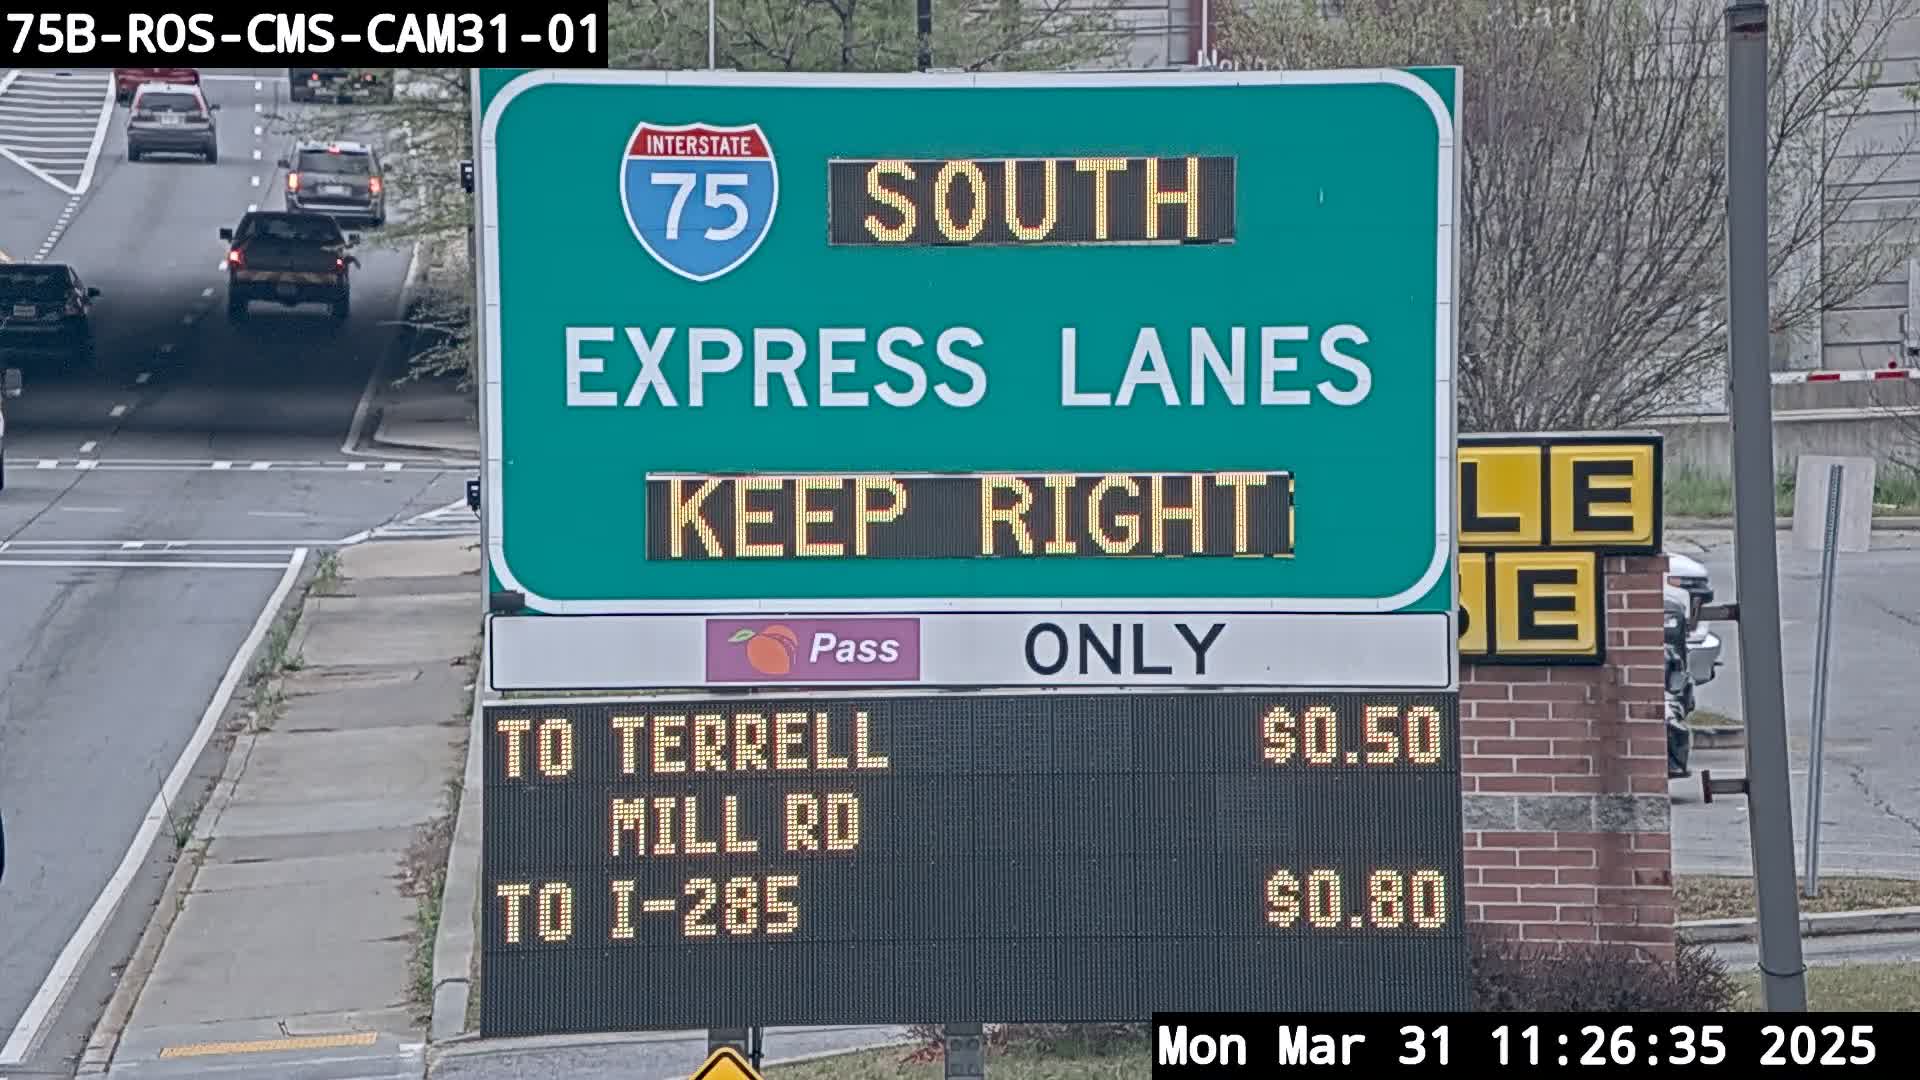 75B-ROS-CMS-CAM31-01
INTERSTATE
75
SOUTH
EXPRESS LANES
KEEP RIGHT
Pass ONLY
TO TERRELL $0.50
MILL RD
TO I-285 $0.80
LE
E
Mon Mar 31 11:26:35 2025